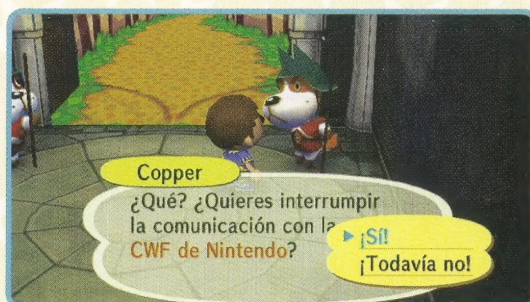 Copper
¿Qué? ¿Quieres interrumpir
la comunicación con la
CWF de Nintendo?
¡Sí!
¡Todavía no!